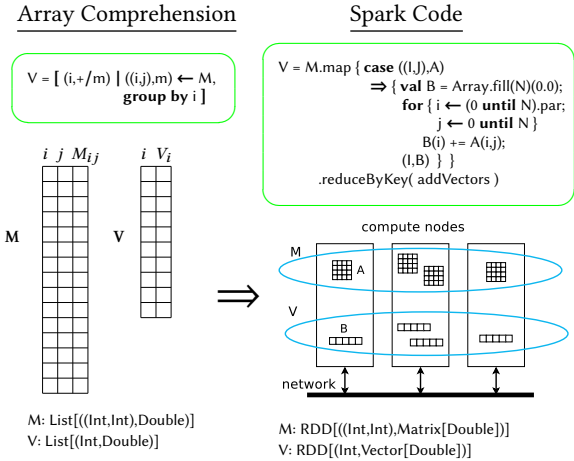 Array Comprehension
V = [ (i,+/m) | ((i,j),m) ← M,
group by i ]
i j Mij
i Vi
M
V
M: List[((Int,Int),Double)]
V: List[(Int,Double)]
⇒
Spark Code
V = M.map { case ((I,J),A)
⇒ { val B = Array.fill(N)(0.0);
for { i ← (0 until N).par;
j ← 0 until N }
B(i) += A(i,j);
(I,B) } }
.reduceByKey( addVectors )
compute nodes
M
A
V
B
network
M: RDD[((Int,Int),Matrix[Double])]
V: RDD[(Int,Vector[Double])]